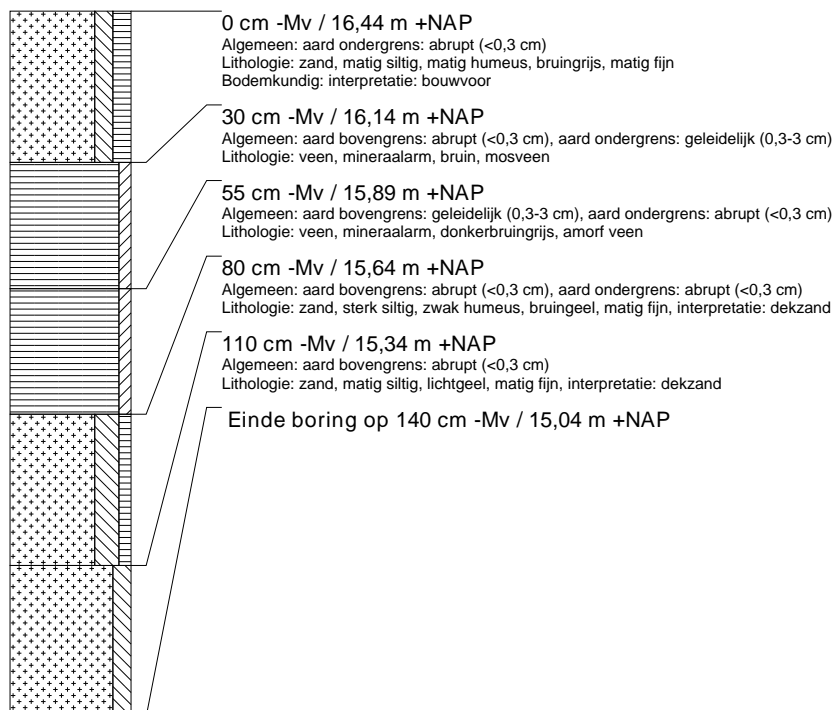 0 cm -Mv / 16,44 m +NAP
Algemeen: aard ondergrens: abrupt (<0,3 cm)
Lithologie: zand, matig siltig, matig humeus, bruingrijs, matig fijn
Bodemkundig: interpretatie: bouwvoor
30 cm -Mv / 16,14 m +NAP
Algemeen: aard bovengrens: abrupt (<0,3 cm), aard ondergrens: geleidelijk (0,3-3 cm)
Lithologie: veen, mineraalarm, bruin, mosveen
55 cm -Mv / 15,89 m +NAP
Algemeen: aard bovengrens: geleidelijk (0,3-3 cm), aard ondergrens: abrupt (<0,3 cm)
Lithologie: veen, mineraalarm, donkerbruingrijs, amorf veen
80 cm -Mv / 15,64 m +NAP
Algemeen: aard bovengrens: abrupt (<0,3 cm), aard ondergrens: abrupt (<0,3 cm)
Lithologie: zand, sterk siltig, zwak humeus, bruingeel, matig fijn, interpretatie: dekzand
110 cm -Mv / 15,34 m +NAP
Algemeen: aard bovengrens: abrupt (<0,3 cm)
Lithologie: zand, matig siltig, lichtgeel, matig fijn, interpretatie: dekzand
Einde boring op 140 cm -Mv / 15,04 m +NAP